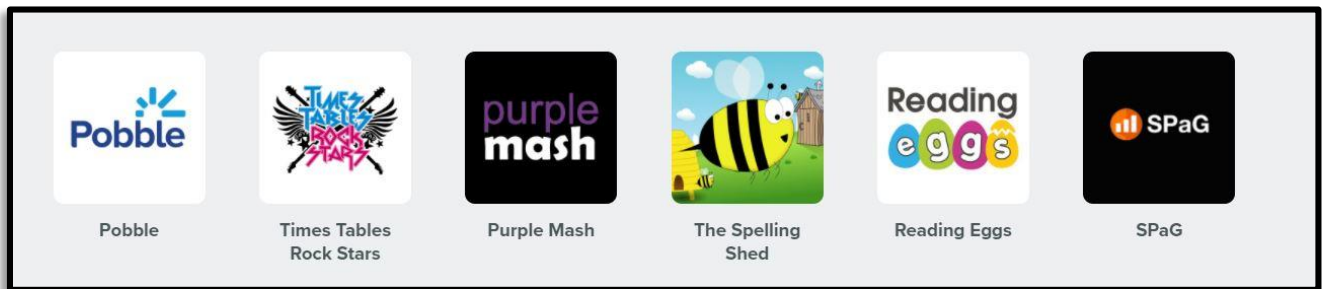 Pobble
TIMES
TABLES
ROCK
STARS
purple
mash
Reading
eggs
SPaG
Pobble
Times Tables
Rock Stars
Purple Mash
The Spelling
Shed
Reading Eggs
SPaG